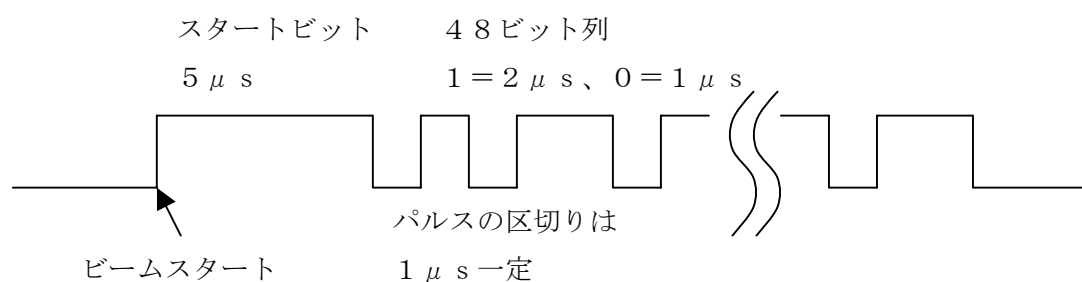 スタートビット　　４８ビット列
５μｓ　　１＝２μｓ、０＝１μｓ
パルスの区切りは
ビームスタート　　１μｓ一定